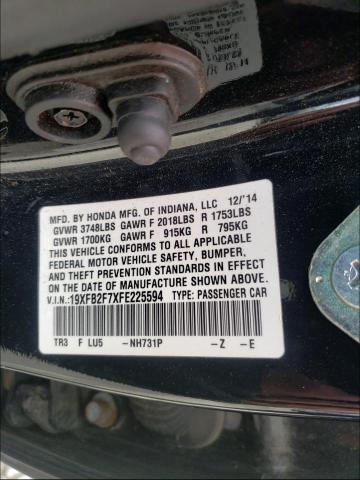 MFD. BY HONDA MFG. OF INDIANA, LLC 12/'14
GVWR 3748LBS GAWR F 2018LBS R 1753LBS
GVWR 1700KG GAWR F 915KG R 795KG
THIS VEHICLE CONFORMS TO ALL APPLICABLE
FEDERAL MOTOR VEHICLE SAFETY, BUMPER,
AND THEFT PREVENTION STANDARDS IN EFFECT
ON THE DATE OF MANUFACTURE SHOWN ABOVE.
V.I.N.:19XFB2F7XFE225594 TYPE: PASSENGER CAR
TR3 F LU5 -NH731P -Z -E